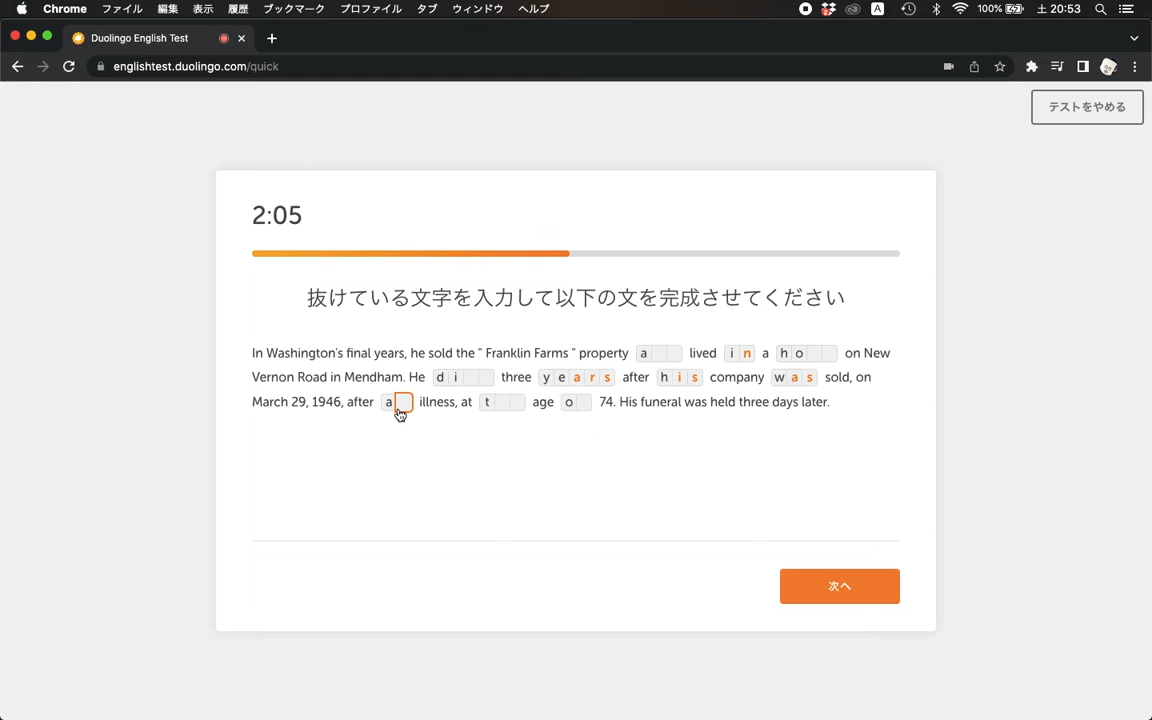 Chrome ファイル 編集 表示 履歴 ブックマーク プロファイル タブ ウィンドウ ヘルプ A 100% 土 20:53
Duolingo English Test
englishtest.duolingo.com/quick
テストをやめる
2:05
抜けている文字を入力して以下の文を完成させてください
In Washington's final years, he sold the " Franklin Farms " property a lived in a ho on New
Vernon Road in Mendham. He di three years after his company was sold, on
March 29, 1946, after a illness, at t age o 74. His funeral was held three days later.
次へ